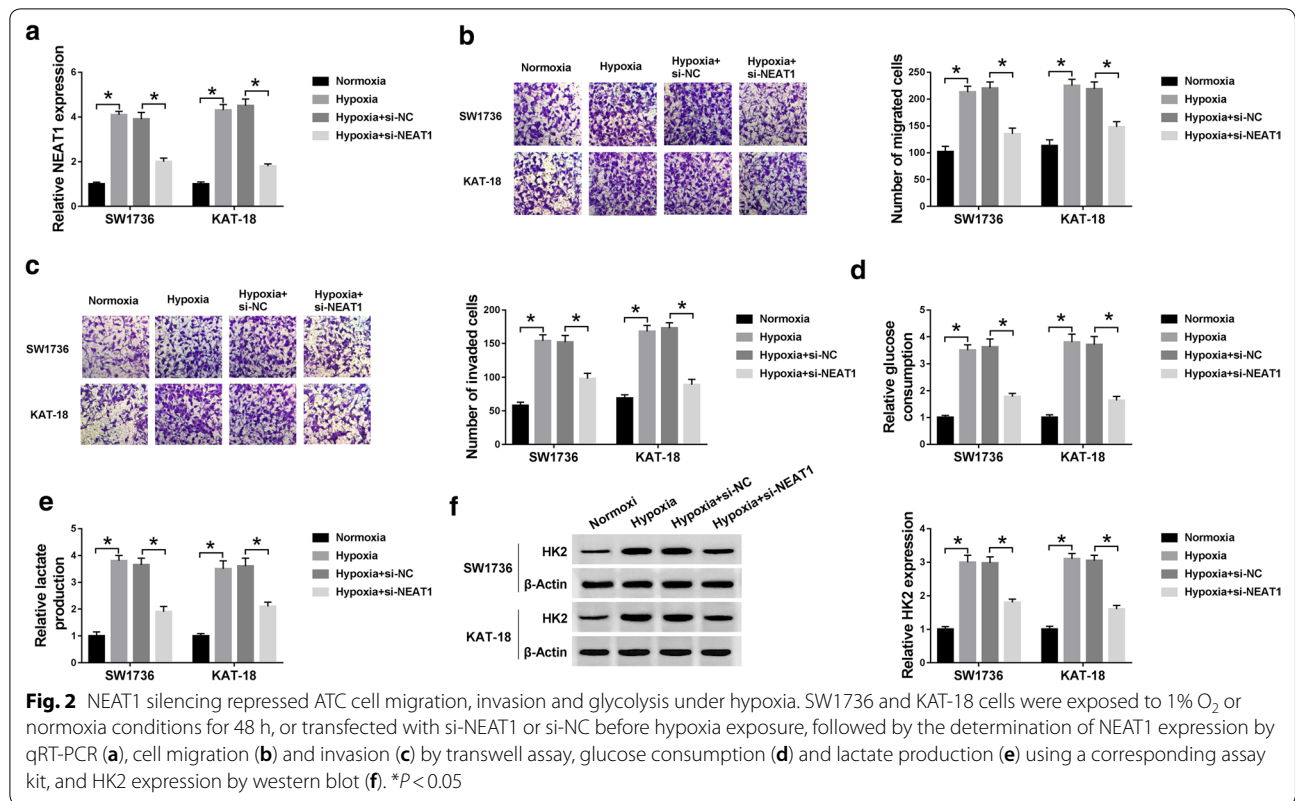 a
Relative NEAT1 expression
6
4
2
0
* * * *
SW1736 KAT-18
Normoxia
Hypoxia
Hypoxia+si-NC
Hypoxia+si-NEAT1
b
Normoxia Hypoxia Hypoxia+ si-NC Hypoxia+ si-NEAT1
SW1736
KAT-18
Number of migrated cells
250
200
150
100
50
0
* * * *
SW1736 KAT-18
Normoxia
Hypoxia
Hypoxia+si-NC
Hypoxia+si-NEAT1
c
Normoxia Hypoxia Hypoxia+ si-NC Hypoxia+ si-NEAT1
SW1736
KAT-18
Number of invaded cells
200
150
100
50
0
* * * *
SW1736 KAT-18
Normoxia
Hypoxia
Hypoxia+si-NC
Hypoxia+si-NEAT1
d
Relative glucose consumption
5
4
3
2
1
0
* * * *
SW1736 KAT-18
Normoxia
Hypoxia
Hypoxia+si-NC
Hypoxia+si-NEAT1
e
Relative lactate production
5
4
3
2
1
0
* * * *
SW1736 KAT-18
Normoxia
Hypoxia
Hypoxia+si-NC
Hypoxia+si-NEAT1
f
Normoxi Hypoxia Hypoxia+si-NC Hypoxia+si-NEAT1
SW1736
HK2
β-Actin
KAT-18
HK2
β-Actin
Relative HK2 expression
4
3
2
1
0
* * * *
SW1736 KAT-18
Normoxia
Hypoxia
Hypoxia+si-NC
Hypoxia+si-NEAT1
Fig. 2 NEAT1 silencing repressed ATC cell migration, invasion and glycolysis under hypoxia. SW1736 and KAT-18 cells were exposed to 1% O₂ or
normoxia conditions for 48 h, or transfected with si-NEAT1 or si-NC before hypoxia exposure, followed by the determination of NEAT1 expression by
qRT-PCR (a), cell migration (b) and invasion (c) by transwell assay, glucose consumption (d) and lactate production (e) using a corresponding assay
kit, and HK2 expression by western blot (f). *P < 0.05